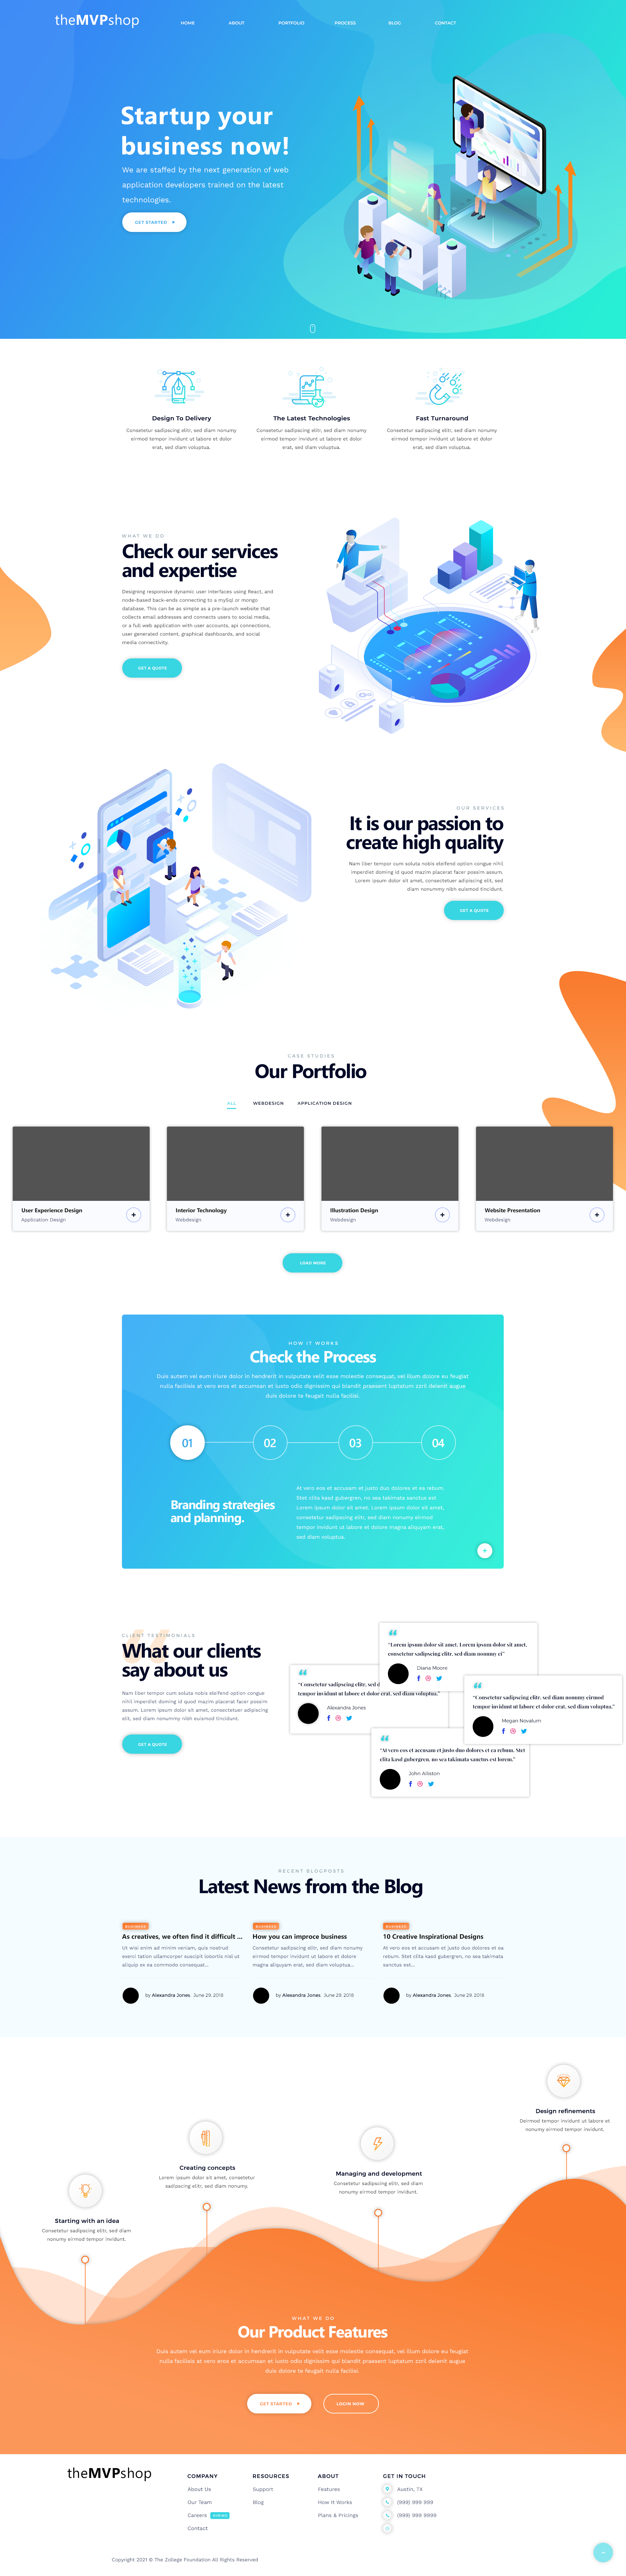 theMVPshop
HOME ABOUT PORTFOLIO PROCESS BLOG CONTACT
Startup your
business now!
We are staffed by the next generation of web
application developers trained on the latest
technologies.
GET STARTED
Design To Delivery
Consetetur sadipscing elitr, sed diam nonumy
eirmod tempor invidunt ut labore et dolor
erat, sed diam voluptua.
The Latest Technologies
Consetetur sadipscing elitr, sed diam nonumy
eirmod tempor invidunt ut labore et dolor
erat, sed diam voluptua.
Fast Turnaround
Consetetur sadipscing elitr, sed diam nonumy
eirmod tempor invidunt ut labore et dolor
erat, sed diam voluptua.
WHAT WE DO
Check our services
and expertise
Designing responsive dynamic user interfaces using React, and
node-based back-ends connecting to a mySql or mongo
database. This can be as simple as a pre-launch website that
collects email addresses and connects users to social media,
or a full web application with user accounts, api connections,
user generated content, graphical dashboards, and social
media connectivity.
GET A QUOTE
OUR SERVICES
It is our passion to
create high quality
Nam liber tempor cum soluta nobis eleifend option congue nihil
imperdiet doming id quod mazim placerat facer possim assum.
Lorem ipsum dolor sit amet, consectetuer adipiscing elit, sed
diam nonummy nibh euismod tincidunt.
GET A QUOTE
CASE STUDIES
Our Portfolio
ALL WEBDESIGN APPLICATION DESIGN
User Experience Design
Application Design
Interior Technology
Webdesign
Illustration Design
Webdesign
Website Presentation
Webdesign
LOAD MORE
HOW IT WORKS
Check the Process
Duis autem vel eum iriure dolor in hendrerit in vulputate velit esse molestie consequat, vel illum dolore eu feugiat
nulla facilisis at vero eros et accumsan et iusto odio dignissim qui blandit praesent luptatum zzril delenit augue
duis dolore te feugait nulla facilisi.
01 02 03 04
Branding strategies
and planning.
At vero eos et accusam et justo duo dolores et ea rebum.
Stet clita kasd gubergren, no sea takimata sanctus est
Lorem ipsum dolor sit amet. Lorem ipsum dolor sit amet,
consetetur sadipscing elitr, sed diam nonumy eirmod
tempor invidunt ut labore et dolore magna aliquyam erat,
sed diam voluptua.
CLIENT TESTIMONIALS
What our clients
say about us
Nam liber tempor cum soluta nobis eleifend option congue
nihil imperdiet doming id quod mazim placerat facer possim
assum. Lorem ipsum dolor sit amet, consectetuer adipiscing
elit, sed diam nonummy nibh euismod tincidunt.
GET A QUOTE
“Lorem ipsum dolor sit amet. Lorem ipsum dolor sit amet,
consetetur sadipscing elitr, sed diam nonumy ei”
Diana Moore
“Consetetur sadipscing elitr, sed d
tempor invidunt ut labore et dolor erat, sed diam voluptua.”
Alexandra Jones
“Consetetur sadipscing elitr, sed diam nonumy eirmod
tempor invidunt ut labore et dolor erat, sed diam voluptua.”
Megan Novalum
“At vero eos et accusam et justo duo dolores et ea rebum. Stet
clita kasd gubergren, no sea takimata sanctus est lorem.”
John Alliston
RECENT BLOGPOSTS
Latest News from the Blog
BUSINESS
As creatives, we often find it difficult ...
Ut wisi enim ad minim veniam, quis nostrud
exerci tation ullamcorper suscipit lobortis nisl ut
aliquip ex ea commodo consequat...
by Alexandra Jones, June 29, 2018
BUSINESS
How you can improce business
Consetetur sadipscing elitr, sed diam nonumy
tempor invidunt ut labore et dolore
magna aliquyam erat, sed diam voluptua...
by Alexandra Jones, June 29, 2018
BUSINESS
10 Creative Inspirational Designs
At vero eos et accusam et justo duo dolores et ea
rebum. Stet clita kasd gubergren, no sea takimata
sanctus est...
by Alexandra Jones, June 29, 2018
Design refinements
Deirmod tempor invidunt ut labore et
nonumy eirmod tempor invidunt.
Creating concepts
Lorem ipsum dolor sit amet, consetetur
sadipscing elitr, sed diam nonumy.
Managing and development
Consetetur sadipscing elitr, sed diam
nonumy eirmod tempor invidunt.
Starting with an idea
Consetetur sadipscing elitr, sed diam
nonumy eirmod tempor invidunt.
WHAT WE DO
Our Product Features
Duis autem vel eum iriure dolor in hendrerit in vulputate velit esse molestie consequat, vel illum dolore eu feugiat
nulla facilisis at vero eros et accumsan et iusto odio dignissim qui blandit praesent luptatum zzril delenit augue
duis dolore te feugait nulla facilisi.
GET STARTED LOGIN NOW
theMVPshop
COMPANY
About Us
Our Team
Careers HIRING
Contact
RESOURCES
Support
Blog
ABOUT
Features
How It Works
Plans & Pricings
GET IN TOUCH
Austin, TX
(999) 999 999
(999) 999 9999
Copyright 2021 © The Zollege Foundation All Rights Reserved